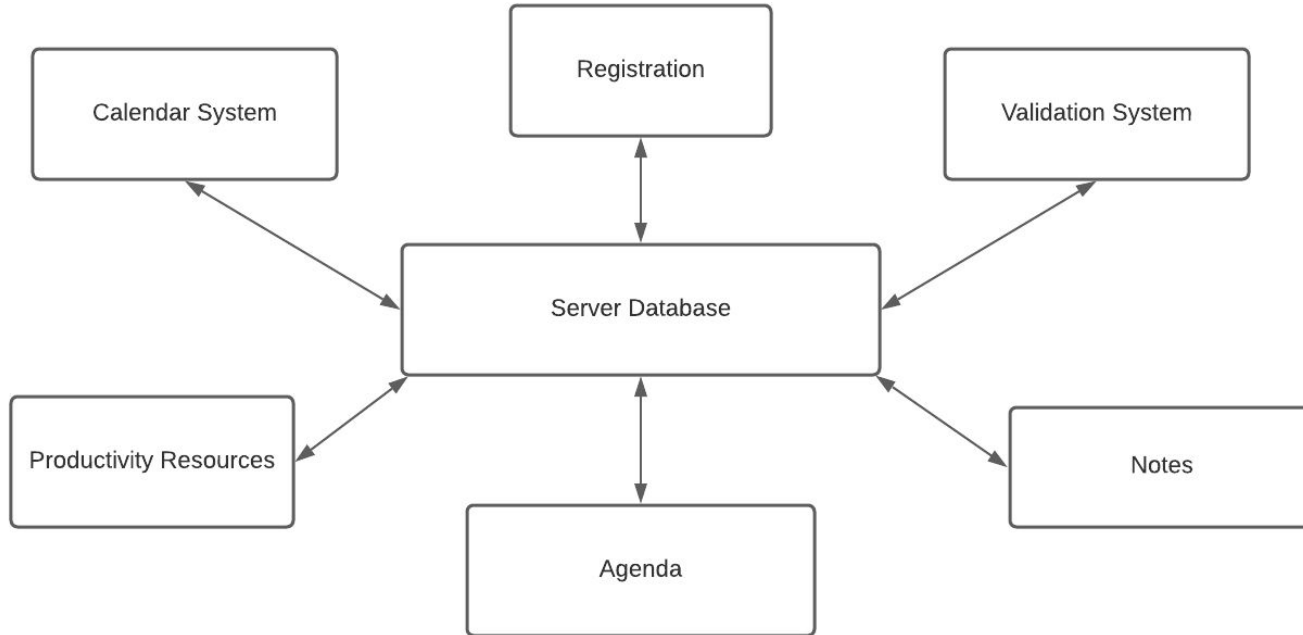 Registration
Calendar System
Validation System
Server Database
Productivity Resources
Notes
Agenda